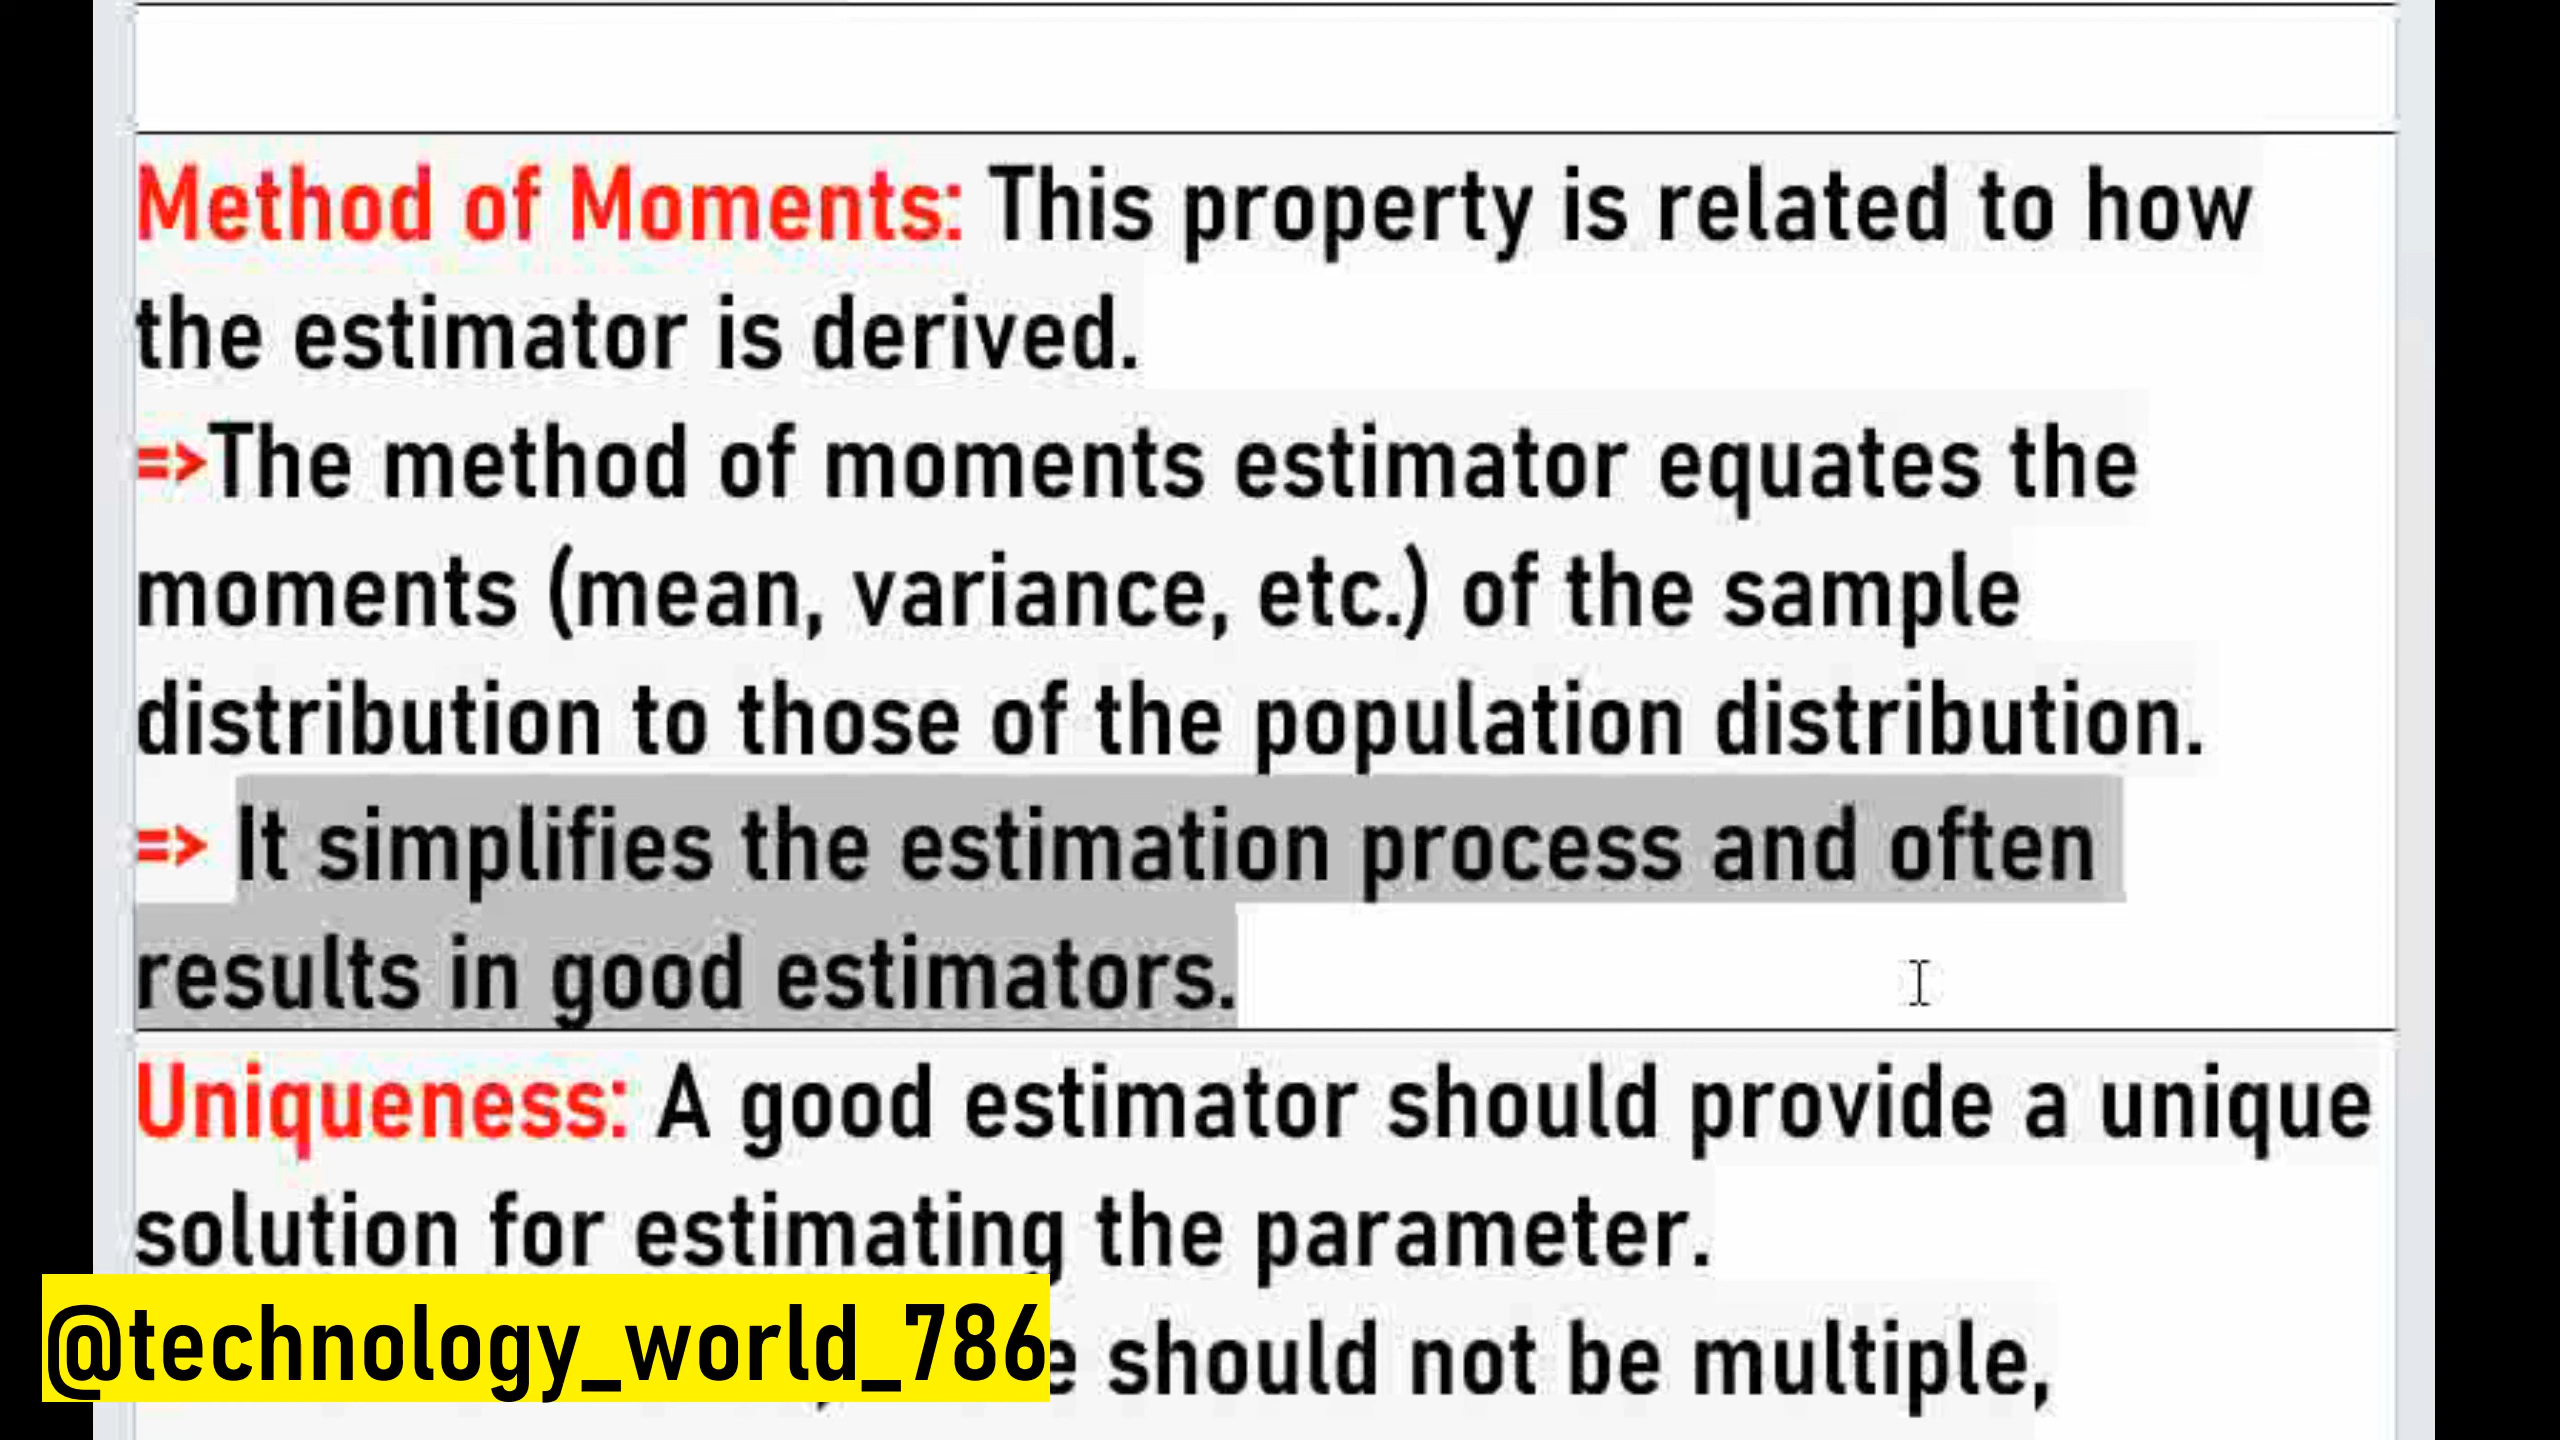 Method of Moments: This property is related to how
the estimator is derived.
=>The method of moments estimator equates the
moments (mean, variance, etc.) of the sample
distribution to those of the population distribution.
=> It simplifies the estimation process and often
results in good estimators.
Uniqueness: A good estimator should provide a unique
solution for estimating the parameter.
@technology_world_786
should not be multiple,